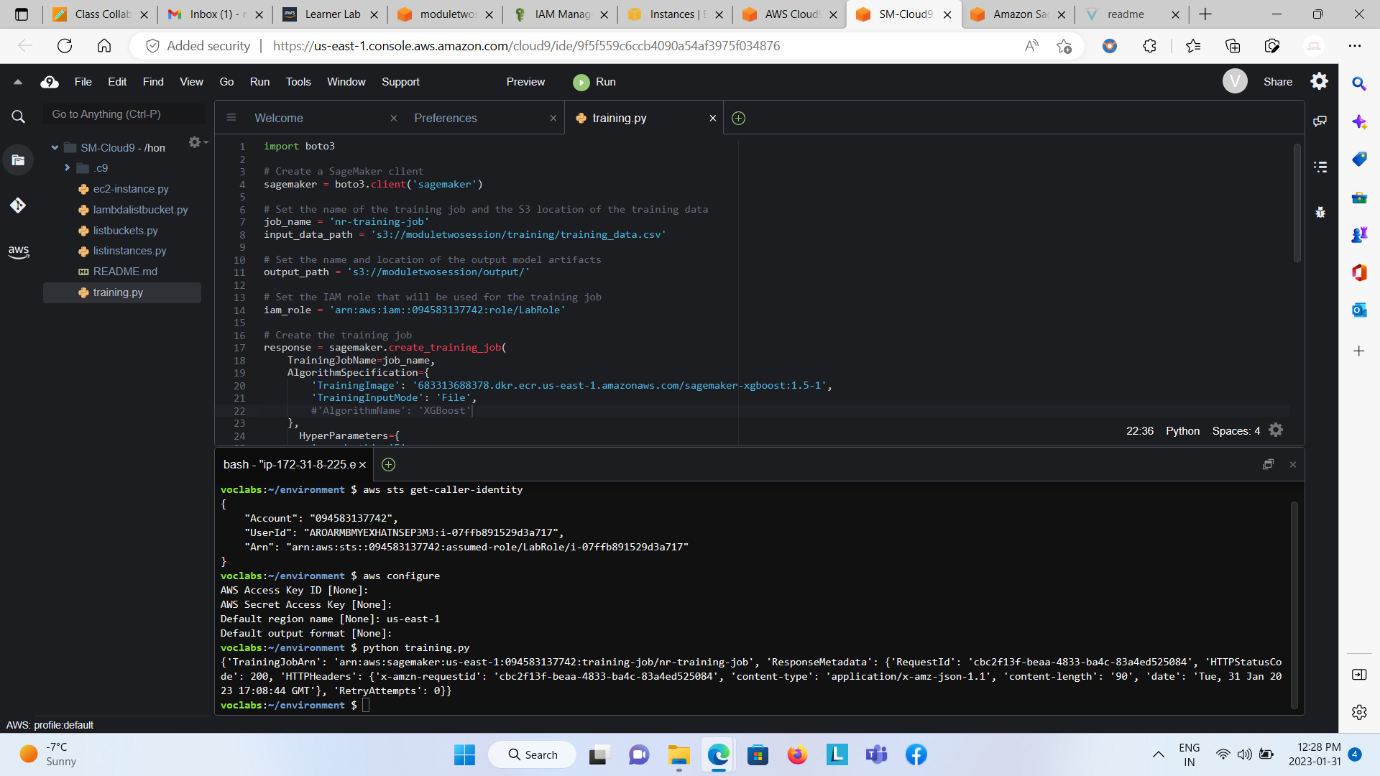 Class Collab
Inbox (1) -
Learner Lab
moduletwos
IAM Manag
Instances | E
AWS Cloud
SM-Cloud9
Amazon Sa
readme
Added security
https://us-east-1.console.aws.amazon.com/cloud9/ide/9f5f559c6ccb4090a54af3975f034876
File Edit Find View Go Run Tools Window Support Preview Run
V Share
Go to Anything (Ctrl-P)
SM-Cloud9 - /hon
.c9
ec2-instance.py
lambdalistbucket.py
listbuckets.py
listinstances.py
README.md
training.py
aws
Welcome
Preferences
training.py
1 import boto3
2
3 # Create a SageMaker client
4 sagemaker = boto3.client('sagemaker')
5
6 # Set the name of the training job and the S3 location of the training data
7 job_name = 'nr-training-job'
8 input_data_path = 's3://moduletwosession/training/training_data.csv'
9
10 # Set the name and location of the output model artifacts
11 output_path = 's3://moduletwosession/output/'
12
13 # Set the IAM role that will be used for the training job
14 iam_role = 'arn:aws:iam::094583137742:role/LabRole'
15
16 # Create the training job
17 response = sagemaker.create_training_job(
18 TrainingJobName=job_name,
19 AlgorithmSpecification={
20 'TrainingImage': '683313688378.dkr.ecr.us-east-1.amazonaws.com/sagemaker-xgboost:1.5-1',
21 'TrainingInputMode': 'File',
22 #'AlgorithmName': 'XGBoost'
23 },
24 HyperParameters={
22:36 Python Spaces: 4
bash - "ip-172-31-8-225.e
voclabs:~/environment $ aws sts get-caller-identity
{
"Account": "094583137742",
"UserId": "AROARMBMYEXHATNSEP3M3:i-07ffb891529d3a717",
"Arn": "arn:aws:sts::094583137742:assumed-role/LabRole/i-07ffb891529d3a717"
}
voclabs:~/environment $ aws configure
AWS Access Key ID [None]:
AWS Secret Access Key [None]:
Default region name [None]: us-east-1
Default output format [None]:
voclabs:~/environment $ python training.py
{'TrainingJobArn': 'arn:aws:sagemaker:us-east-1:094583137742:training-job/nr-training-job', 'ResponseMetadata': {'RequestId': 'cbc2f13f-beaa-4833-ba4c-83a4ed525084', 'HTTPStatusCo
de': 200, 'HTTPHeaders': {'x-amzn-requestid': 'cbc2f13f-beaa-4833-ba4c-83a4ed525084', 'content-type': 'application/x-amz-json-1.1', 'content-length': '90', 'date': 'Tue, 31 Jan 20
23 17:08:44 GMT'}, 'RetryAttempts': 0}}
voclabs:~/environment $
AWS: profile:default
-7°C
Sunny
Search
ENG
IN
12:28 PM
2023-01-31
4